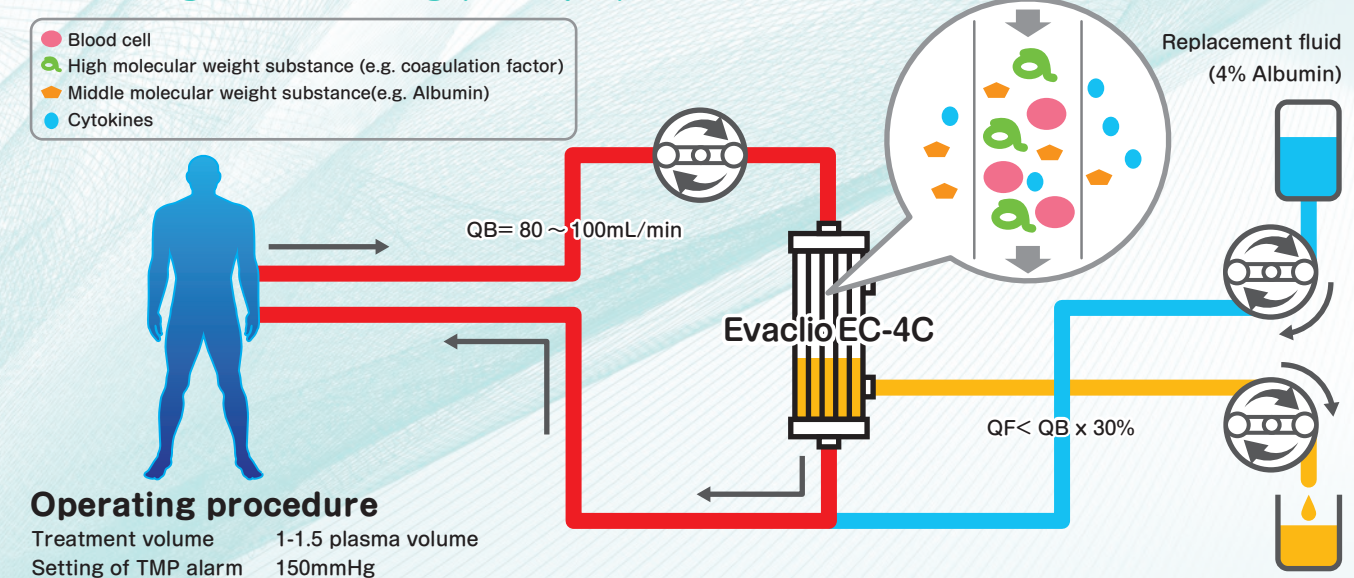 Blood cell
High molecular weight substance (e.g. coagulation factor)
Middle molecular weight substance(e.g. Albumin)
Cytokines
Replacement fluid
(4% Albumin)
QB= 80 ～ 100mL/min
Evaclio EC-4C
QF< QB x 30%
Operating procedure
Treatment volume 1-1.5 plasma volume
Setting of TMP alarm 150mmHg